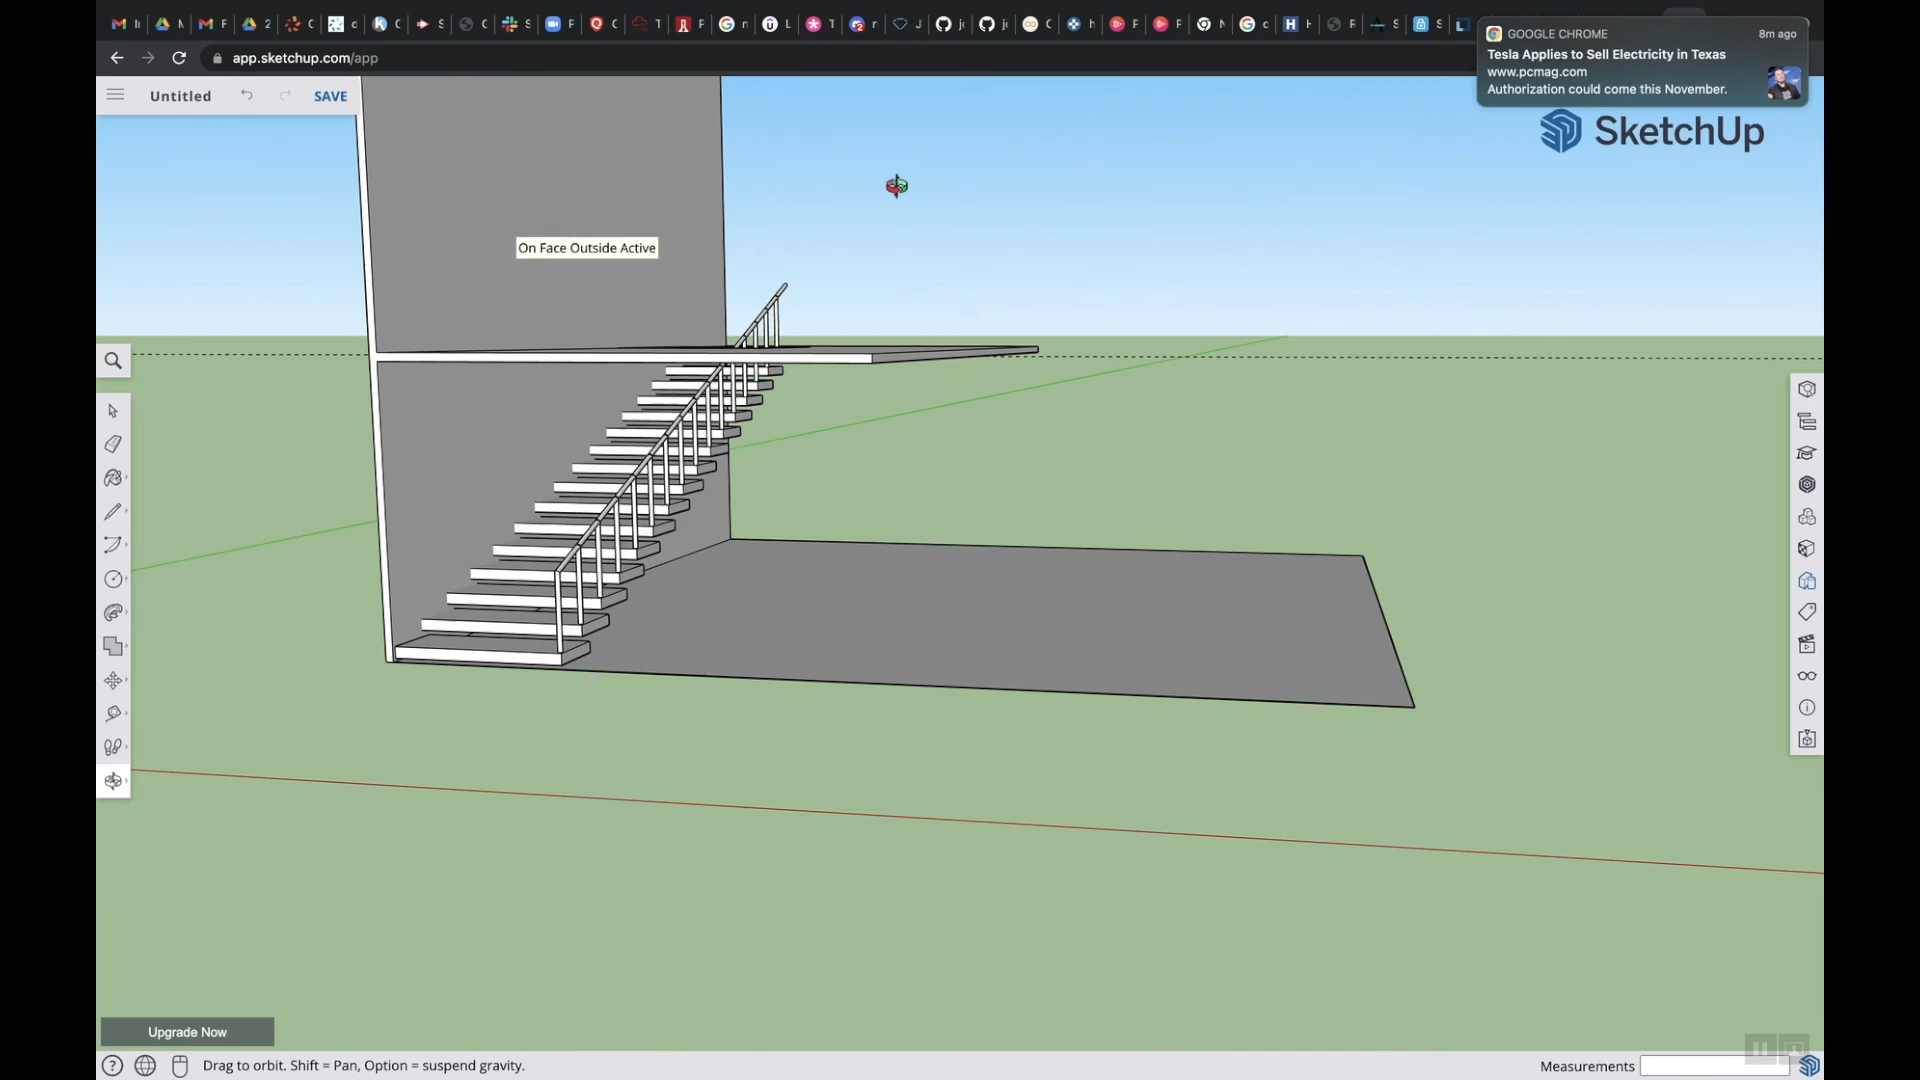 GOOGLE CHROME
8m ago
Tesla Applies to Sell Electricity in Texas
www.pcmag.com
Authorization could come this November.
app.sketchup.com/app
Untitled
SAVE
SketchUp
On Face Outside Active
Upgrade Now
Drag to orbit. Shift = Pan, Option = suspend gravity.
Measurements